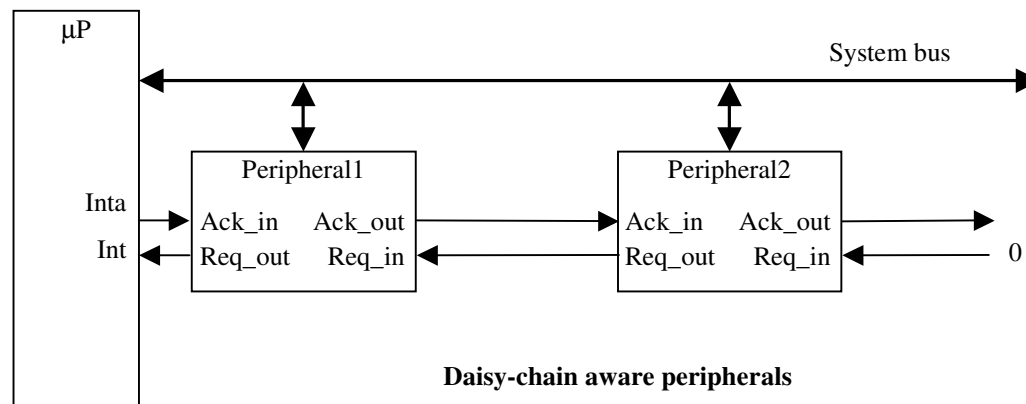 μP
System bus
Peripheral1
Peripheral2
Inta
Ack_in Ack_out
Ack_in Ack_out
Int
Req_out Req_in
Req_out Req_in
0
Daisy-chain aware peripherals